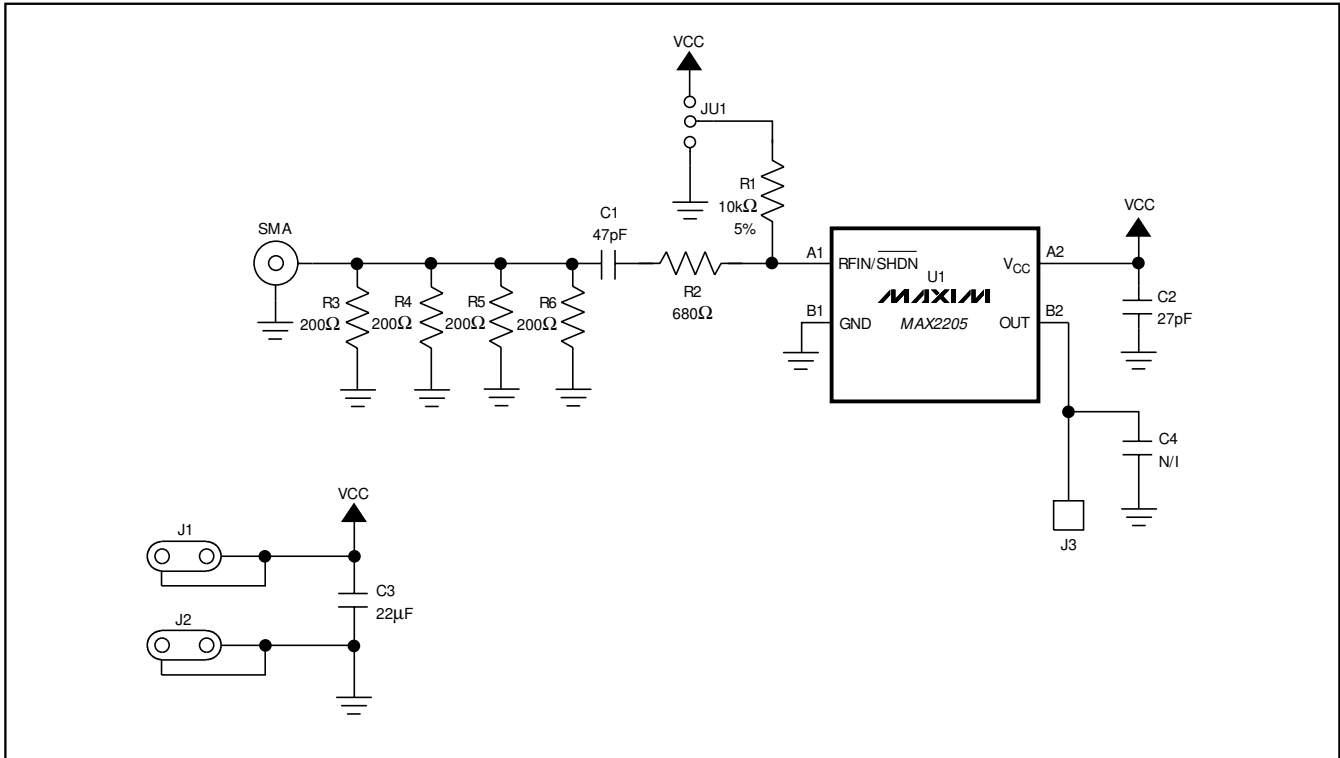 VCC
JU1
R1
10kΩ
5%
SMA
C1
47pF
R2
680Ω
R3
200Ω
R4
200Ω
R5
200Ω
R6
200Ω
A1
RFIN/SHDN
B1
GND
U1
MAXIM
MAX2205
VCC
A2
OUT
B2
VCC
C2
27pF
C4
N/I
J3
VCC
J1
C3
22µF
J2